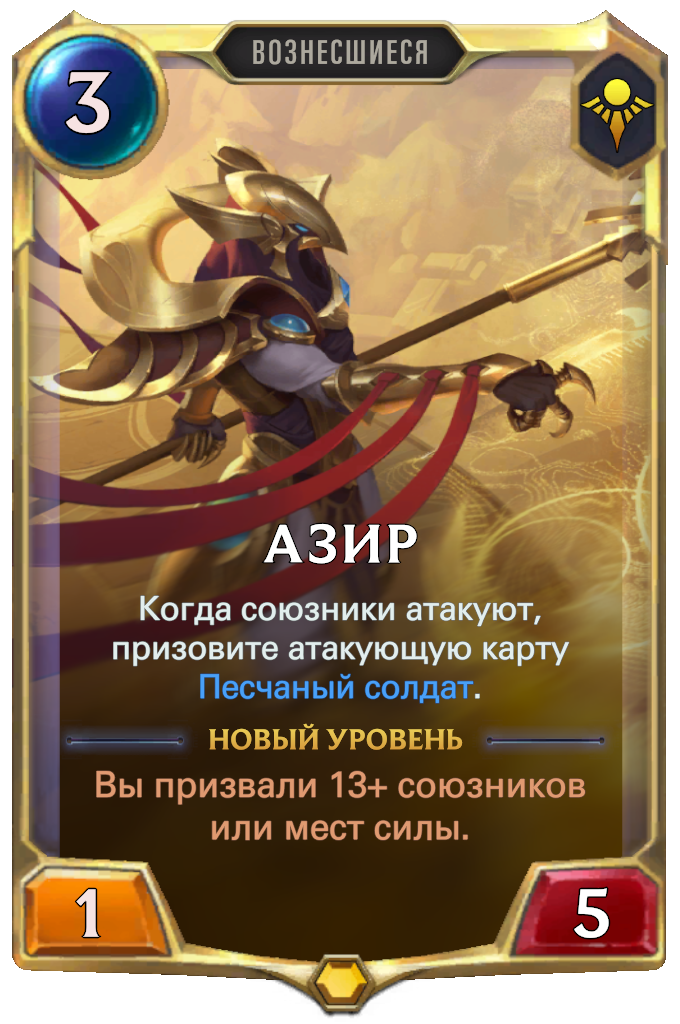 ВОЗНЕСШИЕСЯ
3
АЗИР
Когда союзники атакуют,
призовите атакующую карту
Песчаный солдат.
НОВЫЙ УРОВЕНЬ
Вы призвали 13+ союзников
или мест силы.
1
5